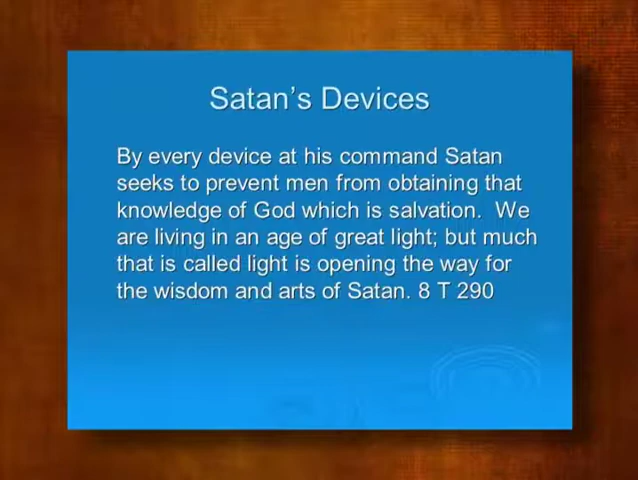 Satan's Devices
By every device at his command Satan
seeks to prevent men from obtaining that
knowledge of God which is salvation.  We
are living in an age of great light; but much
that is called light is opening the way for
the wisdom and arts of Satan. 8 T 290